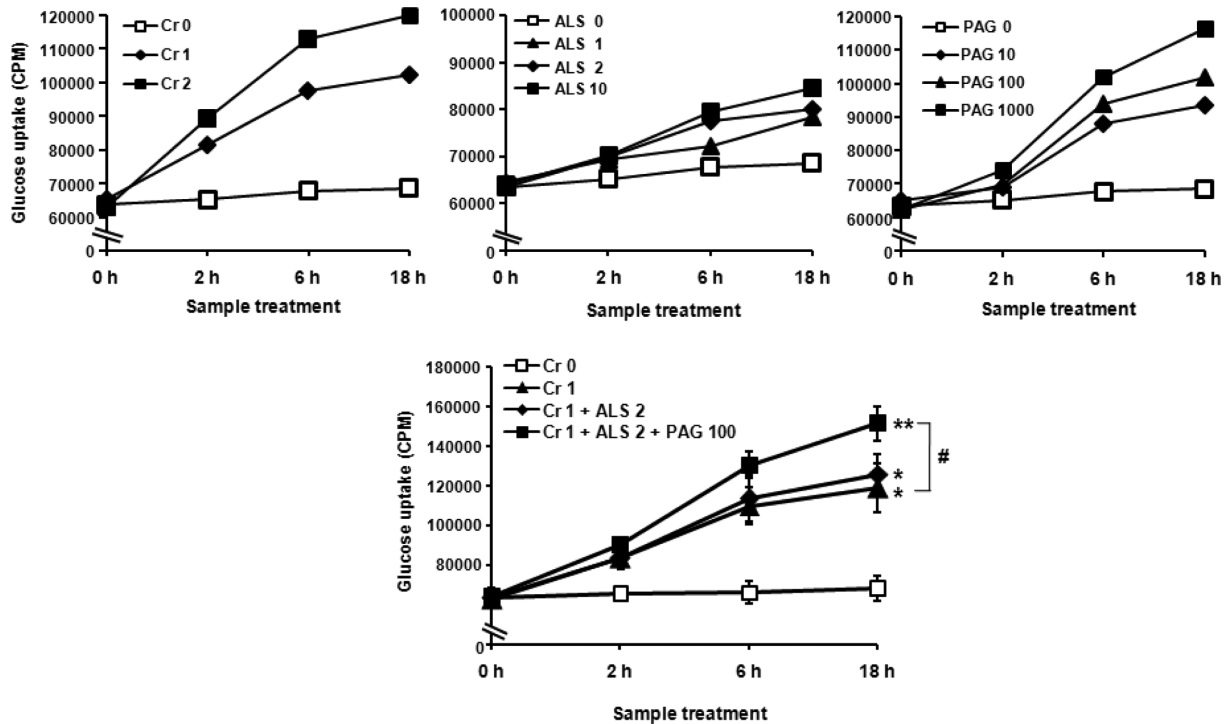 Glucose uptake (CPM)
120000
110000
100000
90000
80000
70000
60000
0
Cr 0
Cr 1
Cr 2
0 h 2 h 6 h 18 h
Sample treatment
100000
90000
80000
70000
60000
0
ALS 0
ALS 1
ALS 2
ALS 10
0 h 2 h 6 h 18 h
Sample treatment
120000
110000
100000
90000
80000
70000
60000
0
PAG 0
PAG 10
PAG 100
PAG 1000
0 h 2 h 6 h 18 h
Sample treatment
Glucose uptake (CPM)
180000
160000
140000
120000
100000
80000
0
Cr 0
Cr 1
Cr 1 + ALS 2
Cr 1 + ALS 2 + PAG 100
**
*
*
#
0 h 2 h 6 h 18 h
Sample treatment